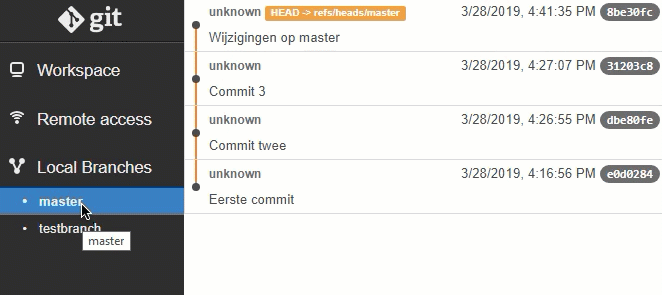 git
Workspace
Remote access
Local Branches
• master
• testbranch
master
unknown HEAD -> refs/heads/master 3/28/2019, 4:41:35 PM 8be30fc
Wijzigingen op master
unknown 3/28/2019, 4:27:07 PM 31203c8
Commit 3
unknown 3/28/2019, 4:26:55 PM dbe80fe
Commit twee
unknown 3/28/2019, 4:16:56 PM e0d0284
Eerste commit